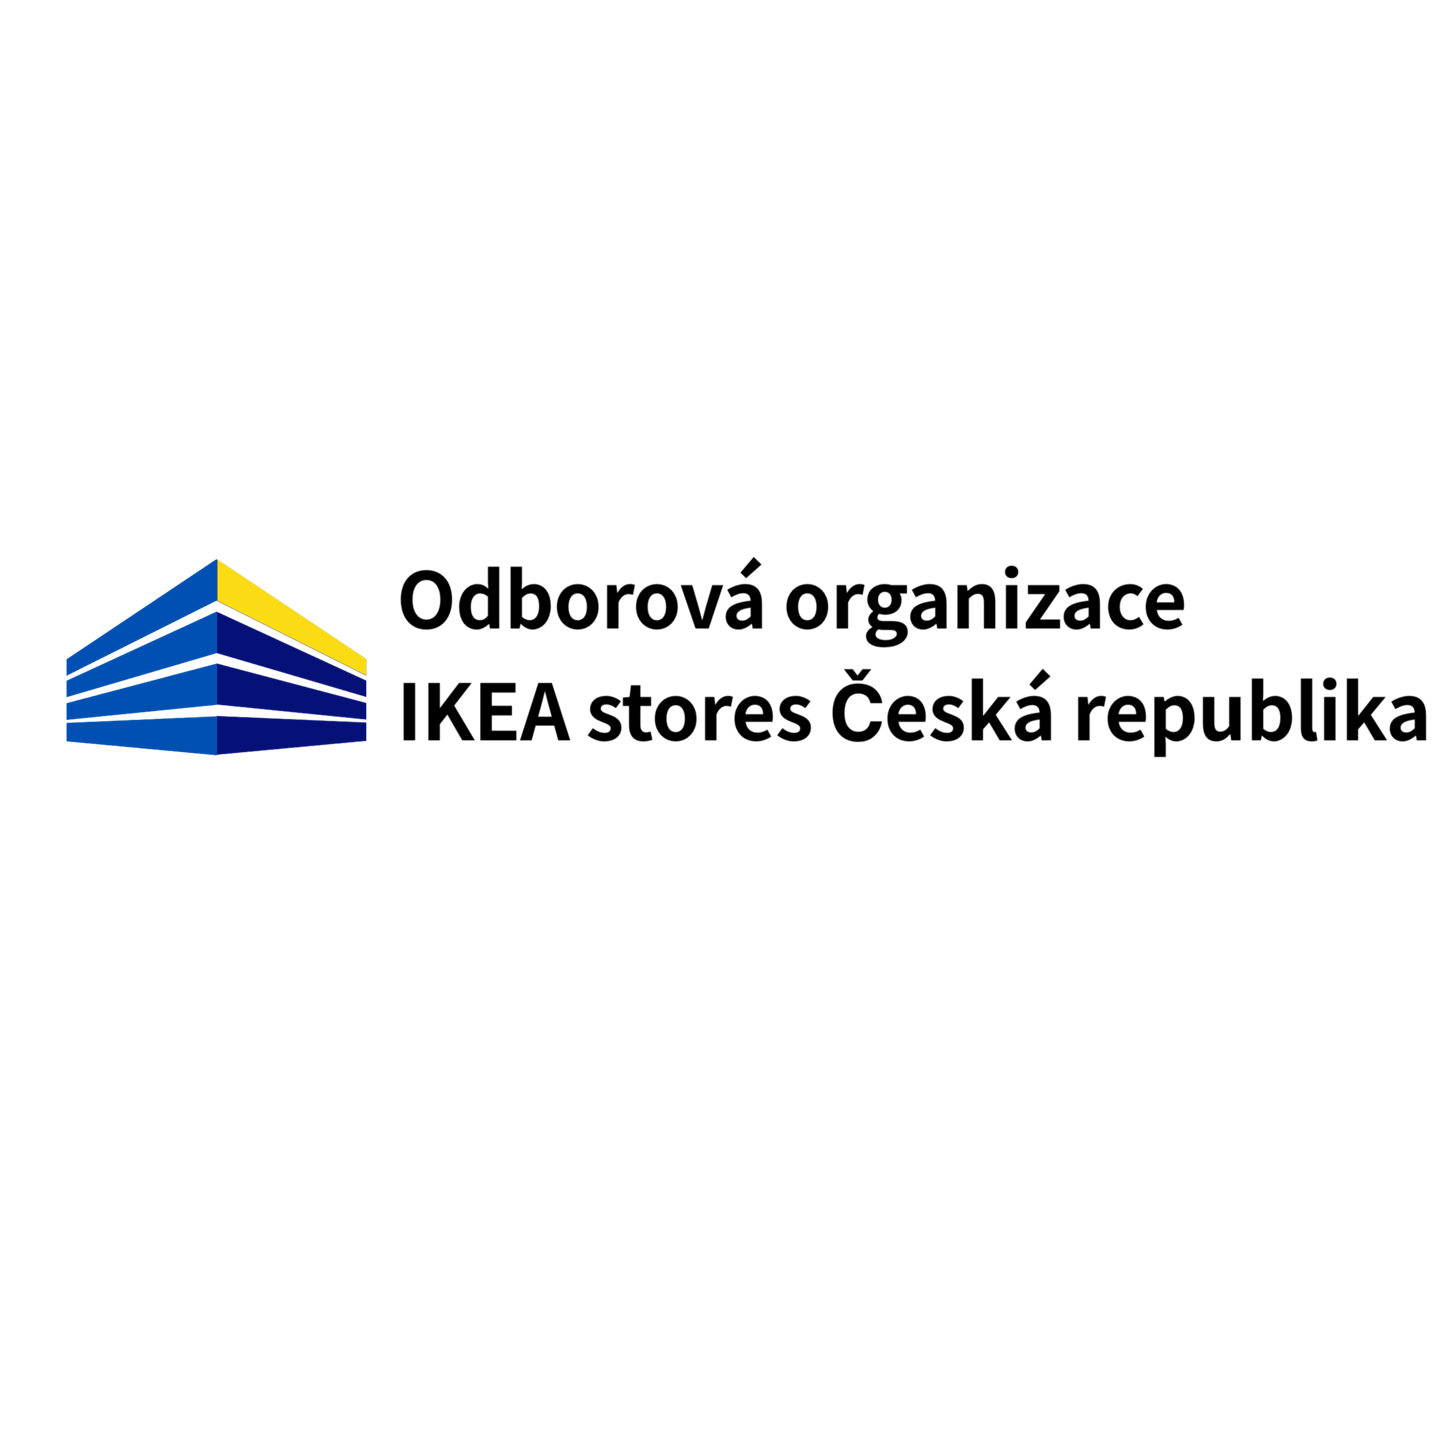 Odborová organizace
IKEA stores Česká republika